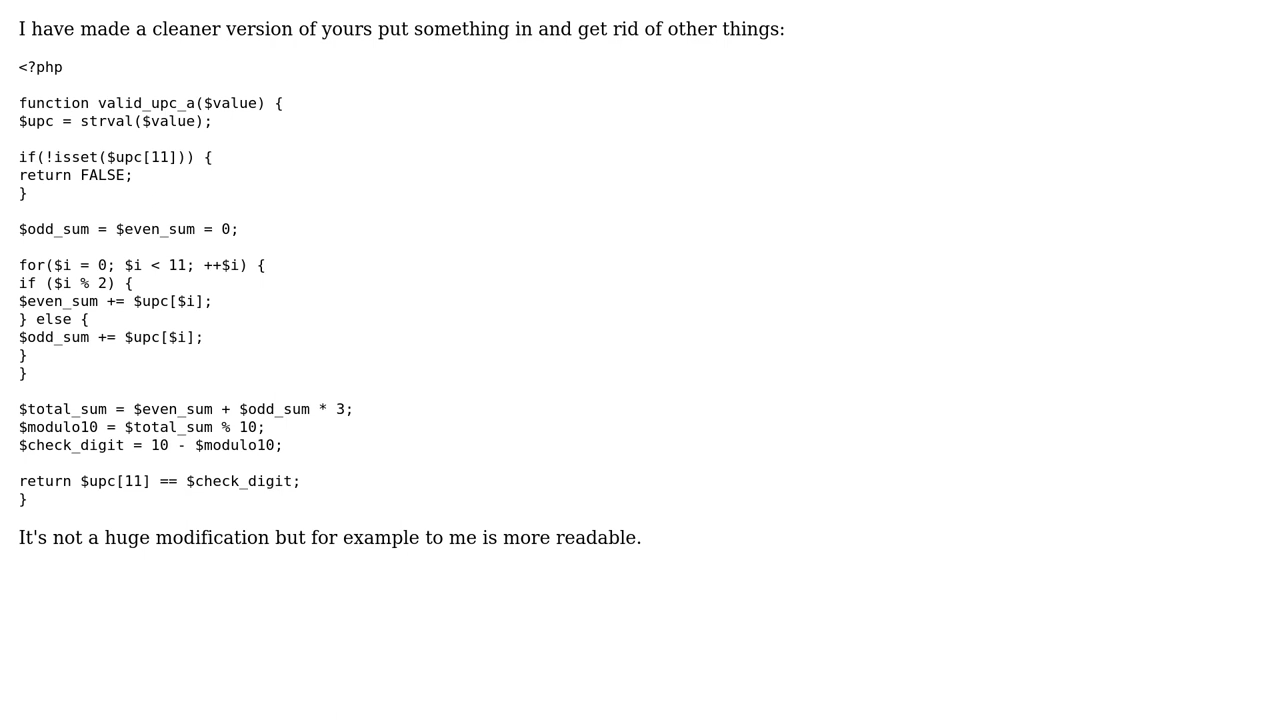 I have made a cleaner version of yours put something in and get rid of other things:
<?php
function valid_upc_a($value) {
$upc = strval($value);
if(!isset($upc[11])) {
return FALSE;
}
$odd_sum = $even_sum = 0;
for($i = 0; $i < 11; ++$i) {
if ($i % 2) {
$even_sum += $upc[$i];
} else {
$odd_sum += $upc[$i];
}
}
$total_sum = $even_sum + $odd_sum * 3;
$modulo10 = $total_sum % 10;
$check_digit = 10 - $modulo10;
return $upc[11] == $check_digit;
}
It's not a huge modification but for example to me is more readable.